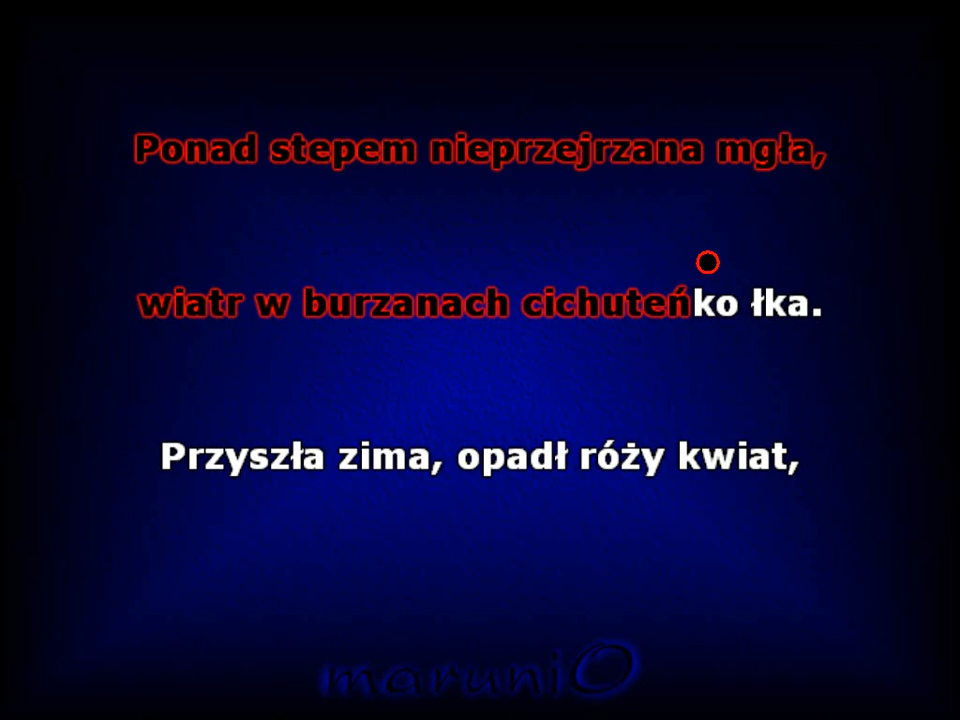 Ponad stepem nieprzejrzana mgła,
wiatr w burzanach cichuteńko łka.
Przyszła zima, opadł róży kwiat,
maruniO